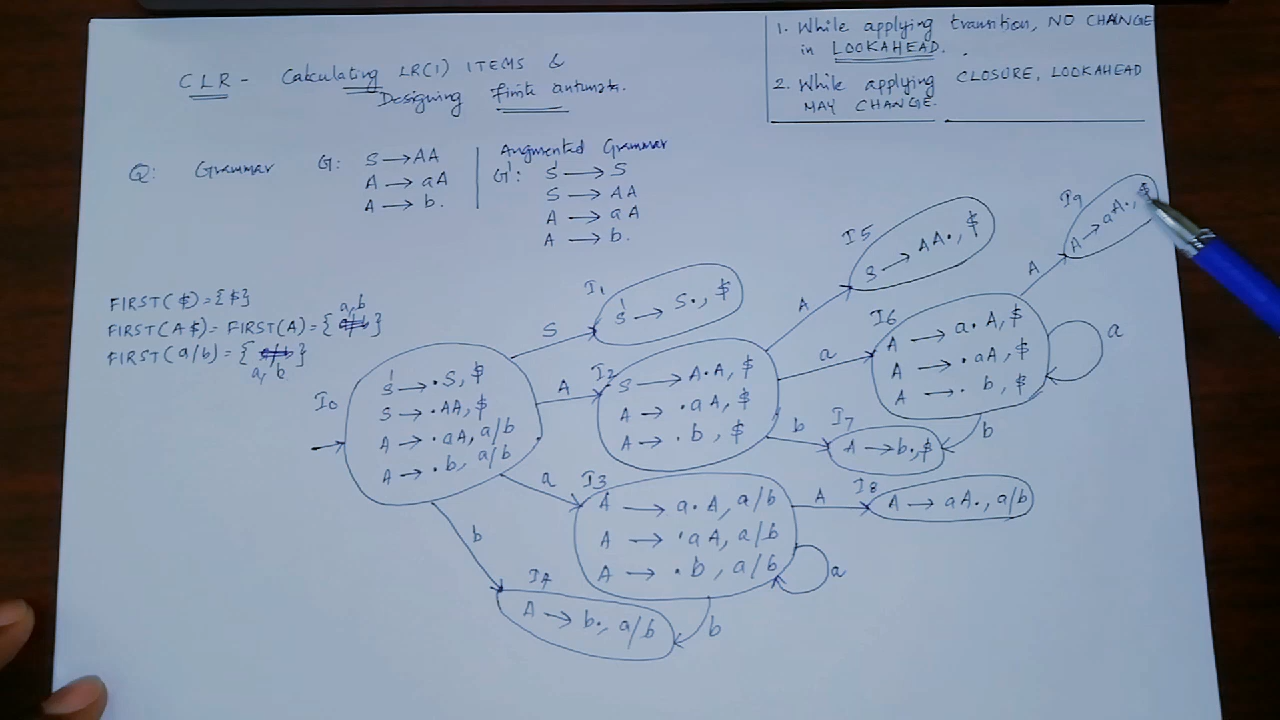 1. While applying transition, NO CHANGE
in LOOKAHEAD.
2. While applying CLOSURE, LOOKAHEAD
MAY CHANGE.
CLR - Calculating LR(1) ITEMS &
Designing finite automata.
Q: Grammar G: S → AA
A → aA
A → b.
Augmented Grammar
G': S' → S
S → AA
A → aA
A → b.
FIRST($) = {$}
FIRST(A$) = FIRST(A) = {a, b}
FIRST(a/b) = {a, b}
I0
S' → .S, $
S → .AA, $
A → .aA, a/b
A → .b, a/b
S
I1
S' → S., $
A
I2
S → A.A, $
A → .aA, $
A → .b, $
a
I3
A → a.A, a/b
A → .aA, a/b
A → .b, a/b
a
b
b
I4
A → b., a/b
A
I5
S → AA., $
a
I6
A → a.A, $
A → .aA, $
A → .b, $
a
b
b
I7
A → b., $
A
I8
A → aA., a/b
A
I9
A → aA., $